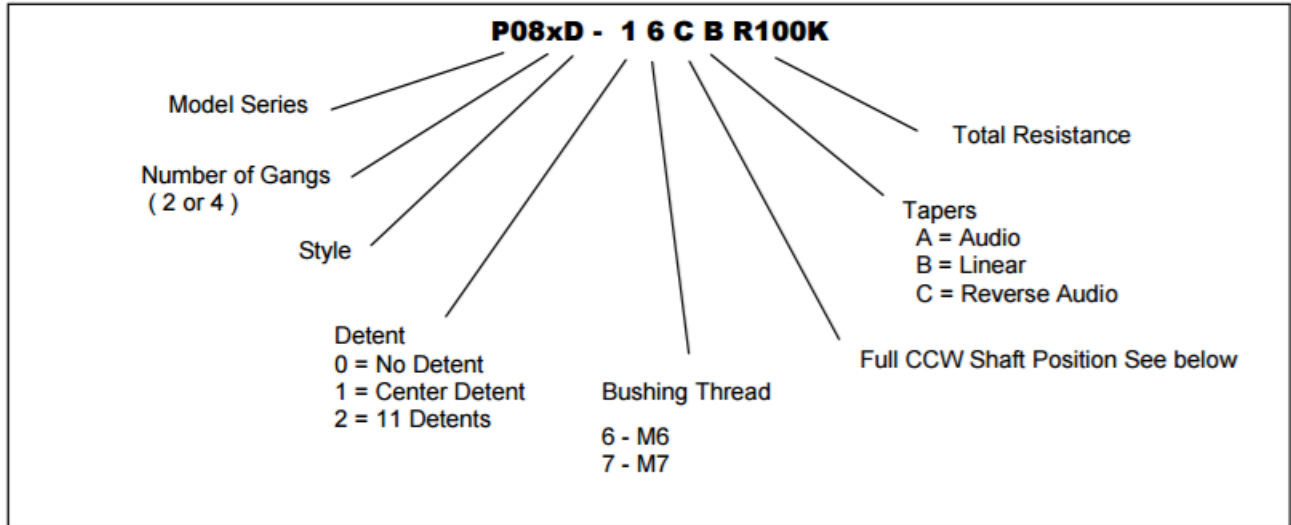 P08xD - 1 6 C B R100K
Model Series
Total Resistance
Number of Gangs
( 2 or 4 )
Tapers
A = Audio
B = Linear
C = Reverse Audio
Style
Detent
0 = No Detent
1 = Center Detent
2 = 11 Detents
Bushing Thread
6 - M6
7 - M7
Full CCW Shaft Position See below